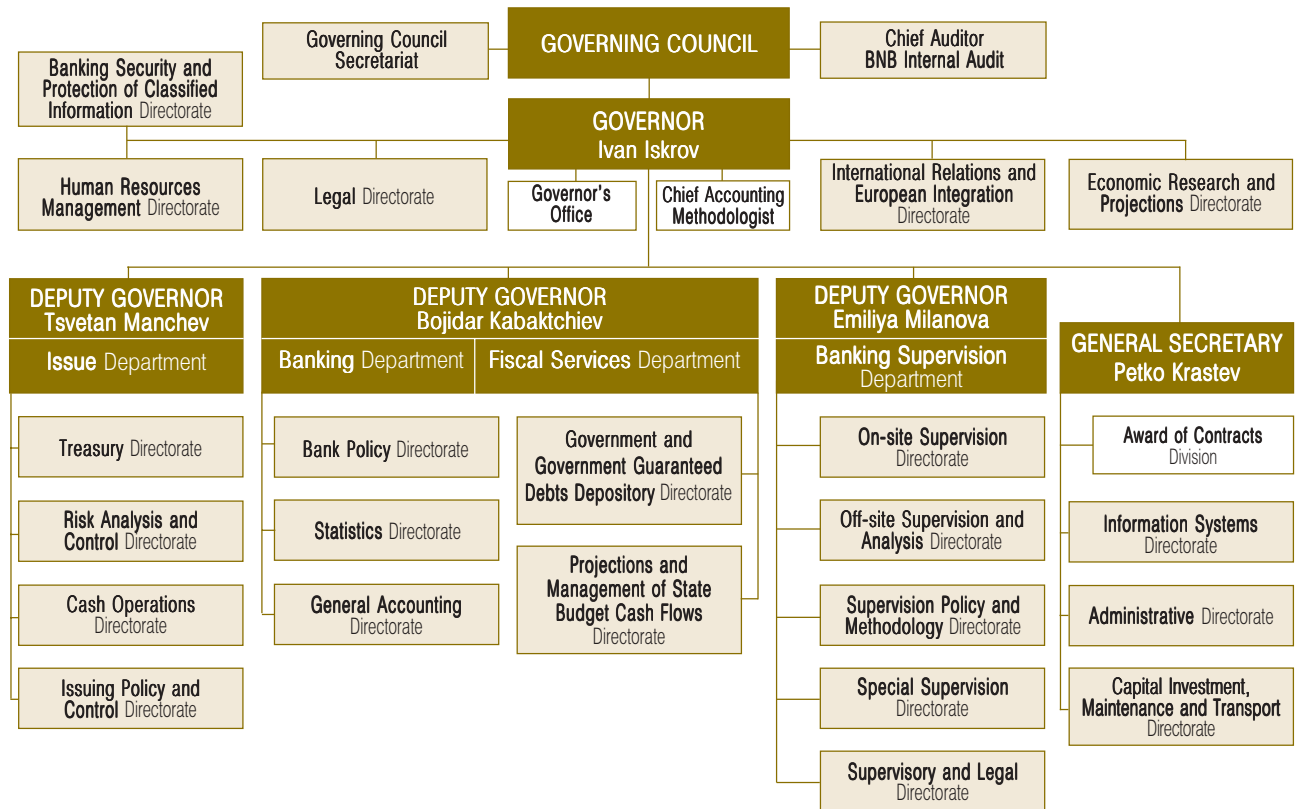 GOVERNING COUNCIL
Governing Council
Secretariat
Chief Auditor
BNB Internal Audit
Banking Security and
Protection of Classified
Information Directorate
GOVERNOR
Ivan Iskrov
Human Resources
Management Directorate
Legal Directorate
Governor's
Office
Chief Accounting
Methodologist
International Relations and
European Integration
Directorate
Economic Research and
Projections Directorate
DEPUTY GOVERNOR
Tsvetan Manchev
Issue Department
Treasury Directorate
Risk Analysis and
Control Directorate
Cash Operations
Directorate
Issuing Policy and
Control Directorate
DEPUTY GOVERNOR
Bojidar Kabaktchiev
Banking Department
Fiscal Services Department
Bank Policy Directorate
Statistics Directorate
General Accounting
Directorate
Government and
Government Guaranteed
Debts Depository Directorate
Projections and
Management of State
Budget Cash Flows
Directorate
DEPUTY GOVERNOR
Emiliya Milanova
Banking Supervision
Department
On-site Supervision
Directorate
Off-site Supervision and
Analysis Directorate
Supervision Policy and
Methodology Directorate
Special Supervision
Directorate
Supervisory and Legal
Directorate
GENERAL SECRETARY
Petko Krastev
Award of Contracts
Division
Information Systems
Directorate
Administrative Directorate
Capital Investment,
Maintenance and Transport
Directorate